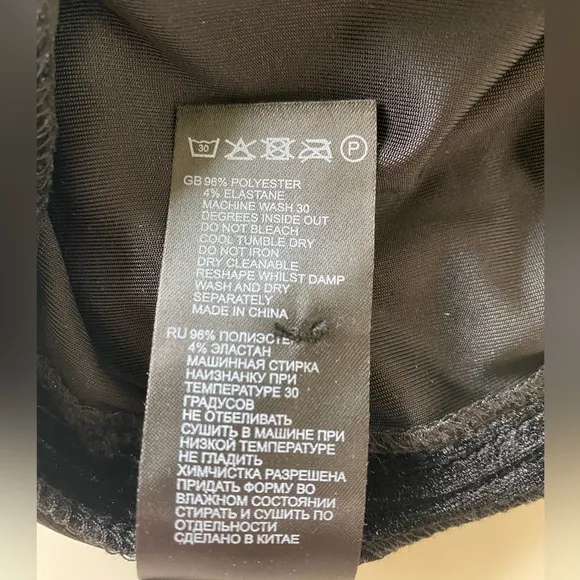 30 P
GB 96% POLYESTER
4% ELASTANE
MACHINE WASH 30
DEGREES INSIDE OUT
DO NOT BLEACH
COOL TUMBLE DRY
DO NOT IRON
DRY CLEANABLE
RESHAPE WHILST DAMP
WASH AND DRY
SEPARATELY
MADE IN CHINA
RU 96%
4% ЭЛАСТАН
МАШИННАЯ СТИРКА
НАИЗНАНКУ ПРИ
ТЕМПЕРАТУРЕ 30
ГРАДУСОВ
НЕ ОТБЕЛИВАТЬ
СУШИТЬ В МАШИНЕ ПРИ
НИЗКОЙ ТЕМПЕРАТУРЕ
НЕ ГЛАДИТЬ
ХИМЧИСТКА РАЗРЕШЕНА
ПРИДАТЬ ФОРМУ ВО
ВЛАЖНОМ СОСТОЯНИИ
СТИРАТЬ И СУШИТЬ ПО
ОТДЕЛЬНОСТИ
СДЕЛАНО В КИТАЕ